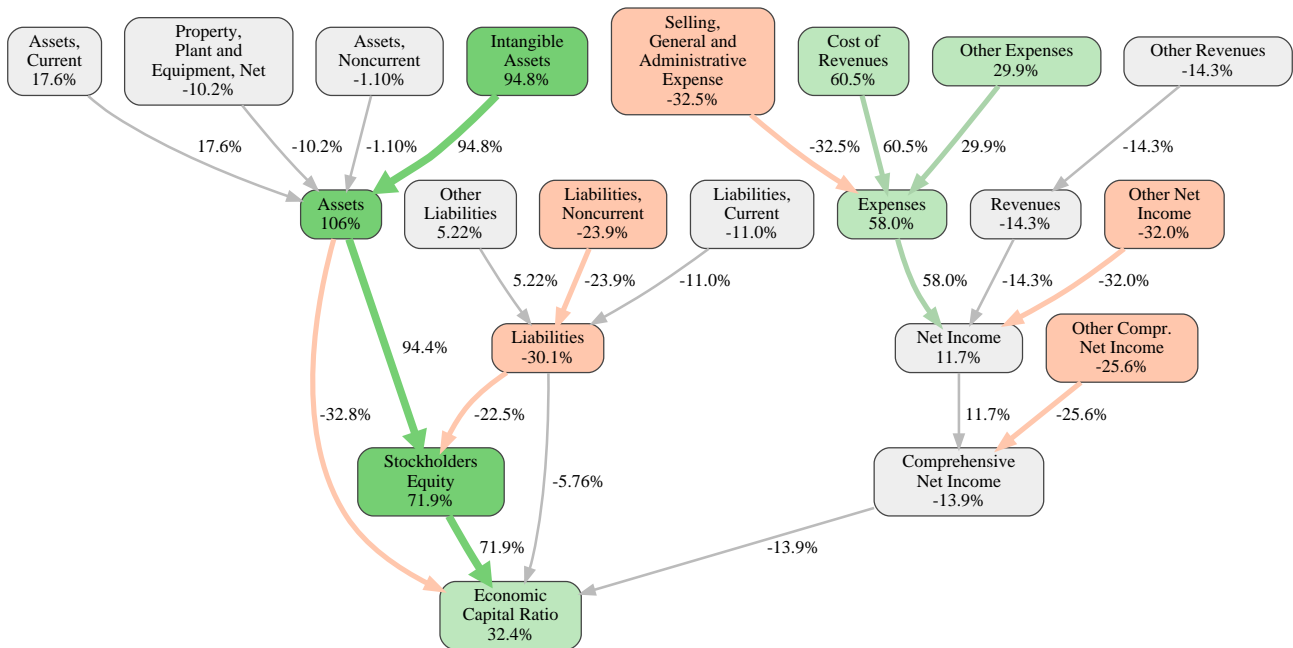 Assets,
Current
17.6%
Property,
Plant and
Equipment, Net
-10.2%
Assets,
Noncurrent
-1.10%
Intangible
Assets
94.8%
Selling,
General and
Administrative
Expense
-32.5%
Cost of
Revenues
60.5%
Other Expenses
29.9%
Other Revenues
-14.3%
17.6%
-10.2%
-1.10%
94.8%
-32.5%
60.5%
29.9%
-14.3%
Assets
106%
Other
Liabilities
5.22%
Liabilities,
Noncurrent
-23.9%
Liabilities,
Current
-11.0%
Expenses
58.0%
Revenues
-14.3%
Other Net
Income
-32.0%
5.22%
-23.9%
-11.0%
58.0%
-14.3%
-32.0%
94.4%
Liabilities
-30.1%
Net Income
11.7%
Other Compr.
Net Income
-25.6%
-32.8%
-22.5%
11.7%
-25.6%
Stockholders
Equity
71.9%
-5.76%
Comprehensive
Net Income
-13.9%
71.9%
-13.9%
Economic
Capital Ratio
32.4%